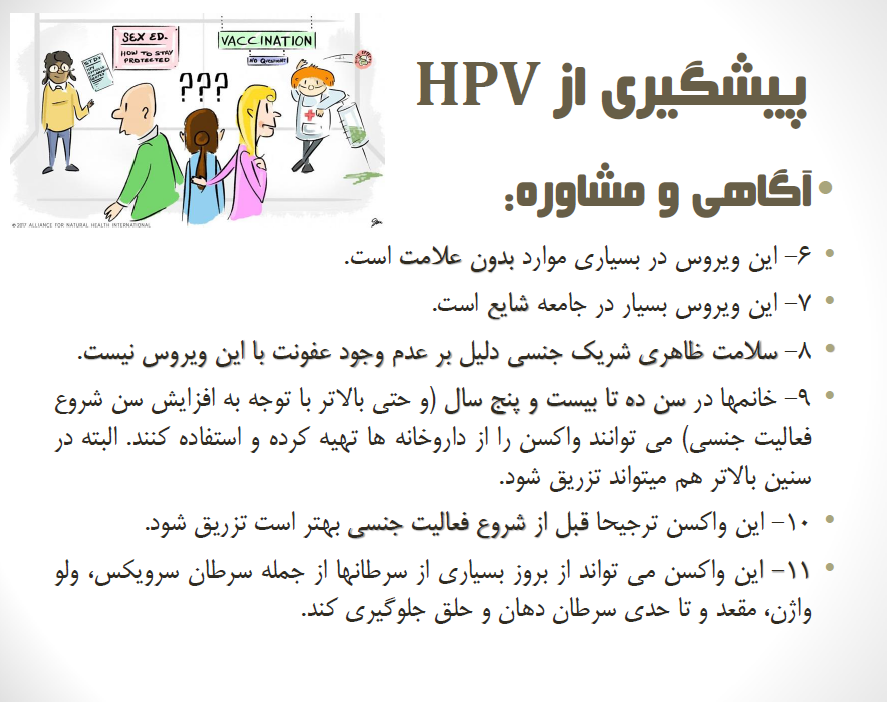 SEX ED.
HOW TO STAY
PROTECTED
VACCINATION
NO QUESTIONS
???
© 2017 ALLIANCE FOR NATURAL HEALTH INTERNATIONAL
پیشگیری از HPV
•آگاهی و مشاوره:
• ۶- این ویروس در بسیاری موارد بدون علامت است.
• ۷- این ویروس بسیار در جامعه شایع است.
• ۸- سلامت ظاهری شریک جنسی دلیل بر عدم وجود عفونت با این ویروس نیست.
• ۹- خانمها در سن ده تا بیست و پنج سال (و حتی بالاتر با توجه به افزایش سن شروع
فعالیت جنسی) می توانند واکسن را از داروخانه ها تهیه کرده و استفاده کنند. البته در
سنین بالاتر هم میتواند تزریق شود.
• ۱۰- این واکسن ترجیحا قبل از شروع فعالیت جنسی بهتر است تزریق شود.
• ۱۱- این واکسن می تواند از بروز بسیاری از سرطانها از جمله سرطان سرویکس، ولو
واژن، مقعد و تا حدی سرطان دهان و حلق جلوگیری کند.